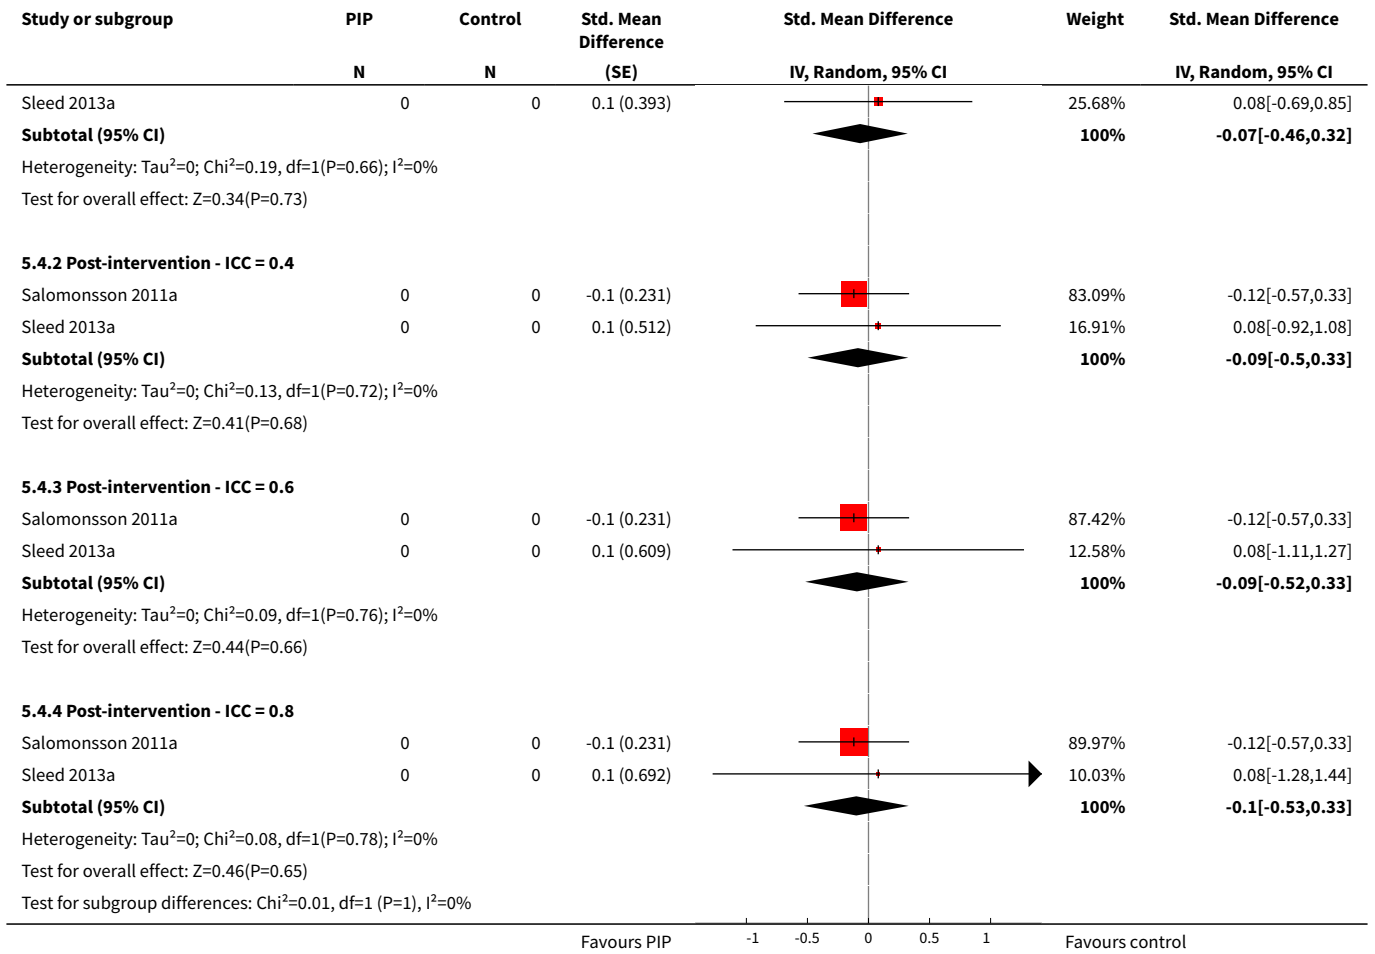 Study or subgroup PIP Control Std. Mean Difference Std. Mean Difference Weight Std. Mean Difference
N N (SE) IV, Random, 95% CI IV, Random, 95% CI
Sleed 2013a 0 0 0.1 (0.393) 25.68% 0.08[-0.69,0.85]
Subtotal (95% CI) 100% -0.07[-0.46,0.32]
Heterogeneity: Tau²=0; Chi²=0.19, df=1(P=0.66); I²=0%
Test for overall effect: Z=0.34(P=0.73)
5.4.2 Post-intervention - ICC = 0.4
Salomonsson 2011a 0 0 -0.1 (0.231) 83.09% -0.12[-0.57,0.33]
Sleed 2013a 0 0 0.1 (0.512) 16.91% 0.08[-0.92,1.08]
Subtotal (95% CI) 100% -0.09[-0.5,0.33]
Heterogeneity: Tau²=0; Chi²=0.13, df=1(P=0.72); I²=0%
Test for overall effect: Z=0.41(P=0.68)
5.4.3 Post-intervention - ICC = 0.6
Salomonsson 2011a 0 0 -0.1 (0.231) 87.42% -0.12[-0.57,0.33]
Sleed 2013a 0 0 0.1 (0.609) 12.58% 0.08[-1.11,1.27]
Subtotal (95% CI) 100% -0.09[-0.52,0.33]
Heterogeneity: Tau²=0; Chi²=0.09, df=1(P=0.76); I²=0%
Test for overall effect: Z=0.44(P=0.66)
5.4.4 Post-intervention - ICC = 0.8
Salomonsson 2011a 0 0 -0.1 (0.231) 89.97% -0.12[-0.57,0.33]
Sleed 2013a 0 0 0.1 (0.692) 10.03% 0.08[-1.28,1.44]
Subtotal (95% CI) 100% -0.1[-0.53,0.33]
Heterogeneity: Tau²=0; Chi²=0.08, df=1(P=0.78); I²=0%
Test for overall effect: Z=0.46(P=0.65)
Test for subgroup differences: Chi²=0.01, df=1 (P=1), I²=0%
Favours PIP -1 -0.5 0 0.5 1 Favours control